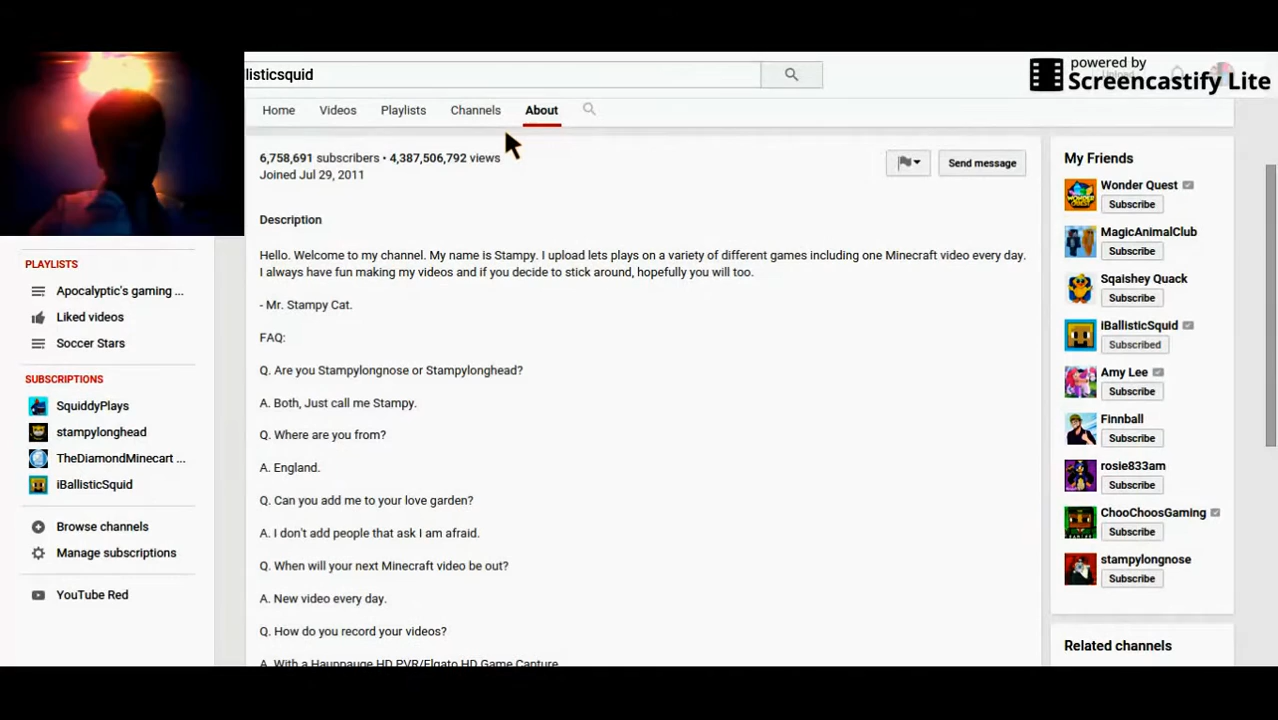 listicsquid
powered by
Screencastify Lite
Home
Videos
Playlists
Channels
About
6,758,691 subscribers • 4,387,506,792 views
Joined Jul 29, 2011
Send message
Description
Hello. Welcome to my channel. My name is Stampy. I upload lets plays on a variety of different games including one Minecraft video every day.
I always have fun making my videos and if you decide to stick around, hopefully you will too.
- Mr. Stampy Cat.
FAQ:
Q. Are you Stampylongnose or Stampylonghead?
A. Both, Just call me Stampy.
Q. Where are you from?
A. England.
Q. Can you add me to your love garden?
A. I don't add people that ask I am afraid.
Q. When will your next Minecraft video be out?
A. New video every day.
Q. How do you record your videos?
A. With a Hauppauge HD PVR/Elgato HD Game Capture
PLAYLISTS
Apocalyptic's gaming ...
Liked videos
Soccer Stars
SUBSCRIPTIONS
SquiddyPlays
stampylonghead
TheDiamondMinecart ...
iBallisticSquid
Browse channels
Manage subscriptions
YouTube Red
My Friends
Wonder Quest
Subscribe
MagicAnimalClub
Subscribe
Sqaishey Quack
Subscribe
iBallisticSquid
Subscribed
Amy Lee
Subscribe
Finnball
Subscribe
rosie833am
Subscribe
ChooChoosGaming
Subscribe
stampylongnose
Subscribe
Related channels